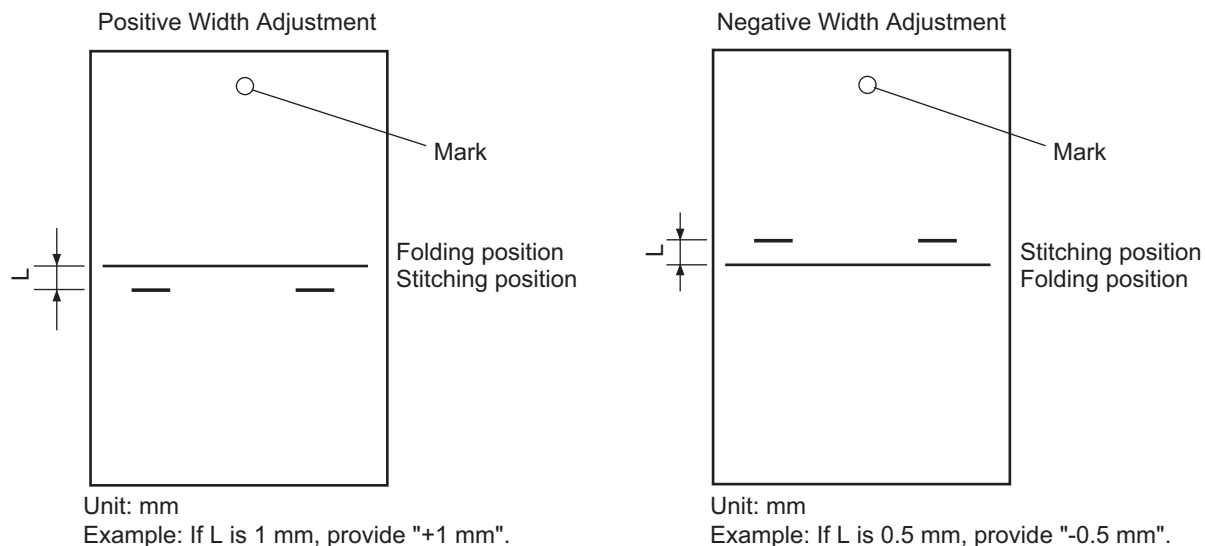 Positive Width Adjustment
Mark
L
Folding position
Stitching position
Unit: mm
Example: If L is 1 mm, provide "+1 mm".
Negative Width Adjustment
Mark
L
Stitching position
Folding position
Unit: mm
Example: If L is 0.5 mm, provide "-0.5 mm".